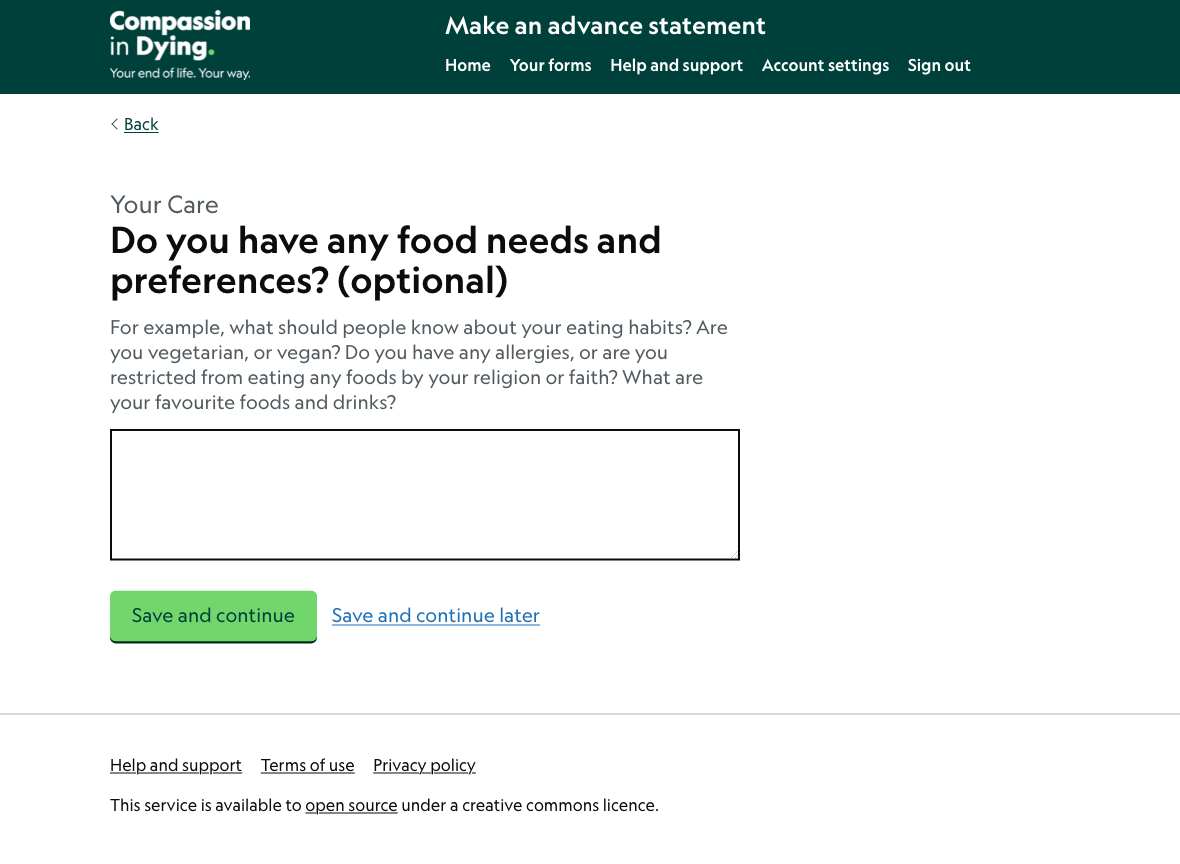 Compassion
in Dying.
Your end of life. Your way.
Make an advance statement
Home Your forms Help and support Account settings Sign out
Back
Your Care
Do you have any food needs and
preferences? (optional)
For example, what should people know about your eating habits? Are
you vegetarian, or vegan? Do you have any allergies, or are you
restricted from eating any foods by your religion or faith? What are
your favourite foods and drinks?
Save and continue Save and continue later
Help and support Terms of use Privacy policy
This service is available to open source under a creative commons licence.